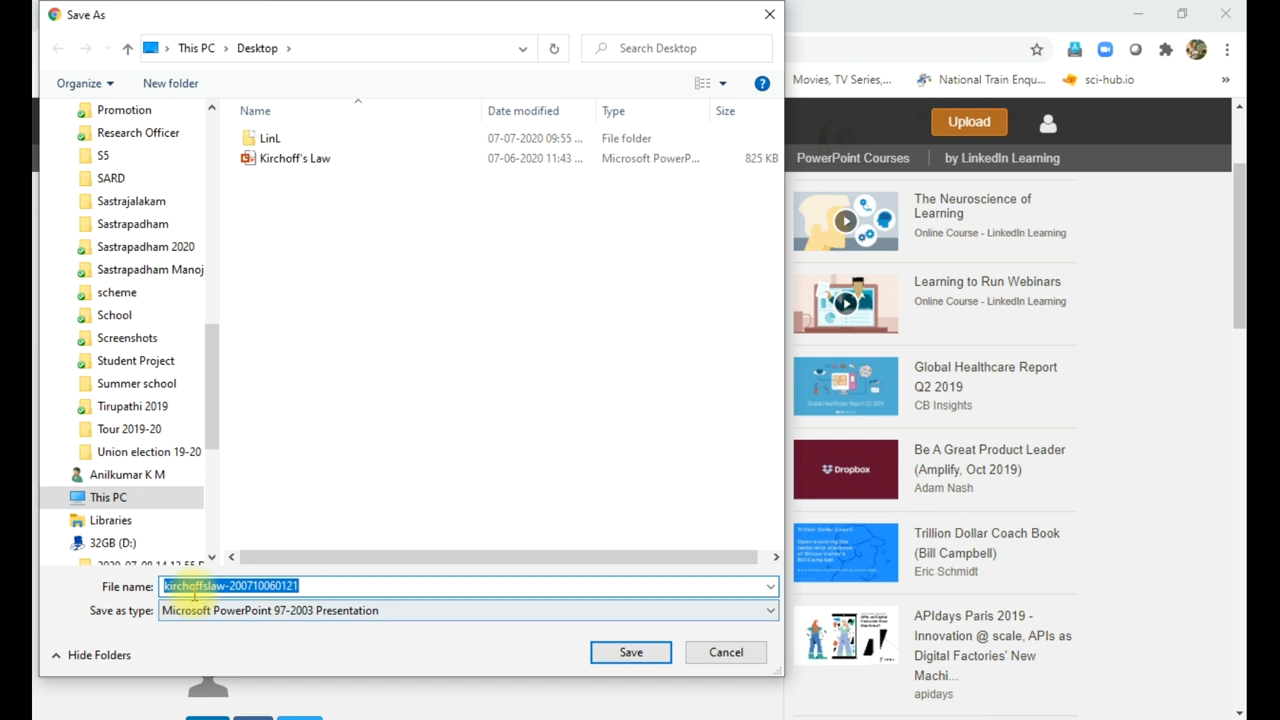 Save As
This PC
Desktop
Search Desktop
Organize
New folder
Name
Date modified
Type
Size
LinL
07-07-2020 09:55 ...
File folder
Kirchoff's Law
07-06-2020 11:43 ...
Microsoft PowerP...
825 KB
Promotion
Research Officer
S5
SARD
Sastrajalakam
Sastrapadham
Sastrapadham 2020
Sastrapadham Manoj
scheme
School
Screenshots
Student Project
Summer school
Tirupathi 2019
Tour 2019-20
Union election 19-20
Anilkumar K M
This PC
Libraries
32GB (D:)
File name:
kirchoffslaw-200710060121
Save as type:
Microsoft PowerPoint 97-2003 Presentation
Hide Folders
Save
Cancel
Movies, TV Series,...
National Train Enqu...
sci-hub.io
Upload
PowerPoint Courses
by LinkedIn Learning
The Neuroscience of
Learning
Online Course - LinkedIn Learning
Learning to Run Webinars
Online Course - LinkedIn Learning
Global Healthcare Report
Q2 2019
CB Insights
Dropbox
Be A Great Product Leader
(Amplify, Oct 2019)
Adam Nash
Trillion Dollar Coach Book
(Bill Campbell)
Eric Schmidt
APIdays Paris 2019 -
Innovation @ scale, APIs as
Digital Factories' New
Machi...
apidays